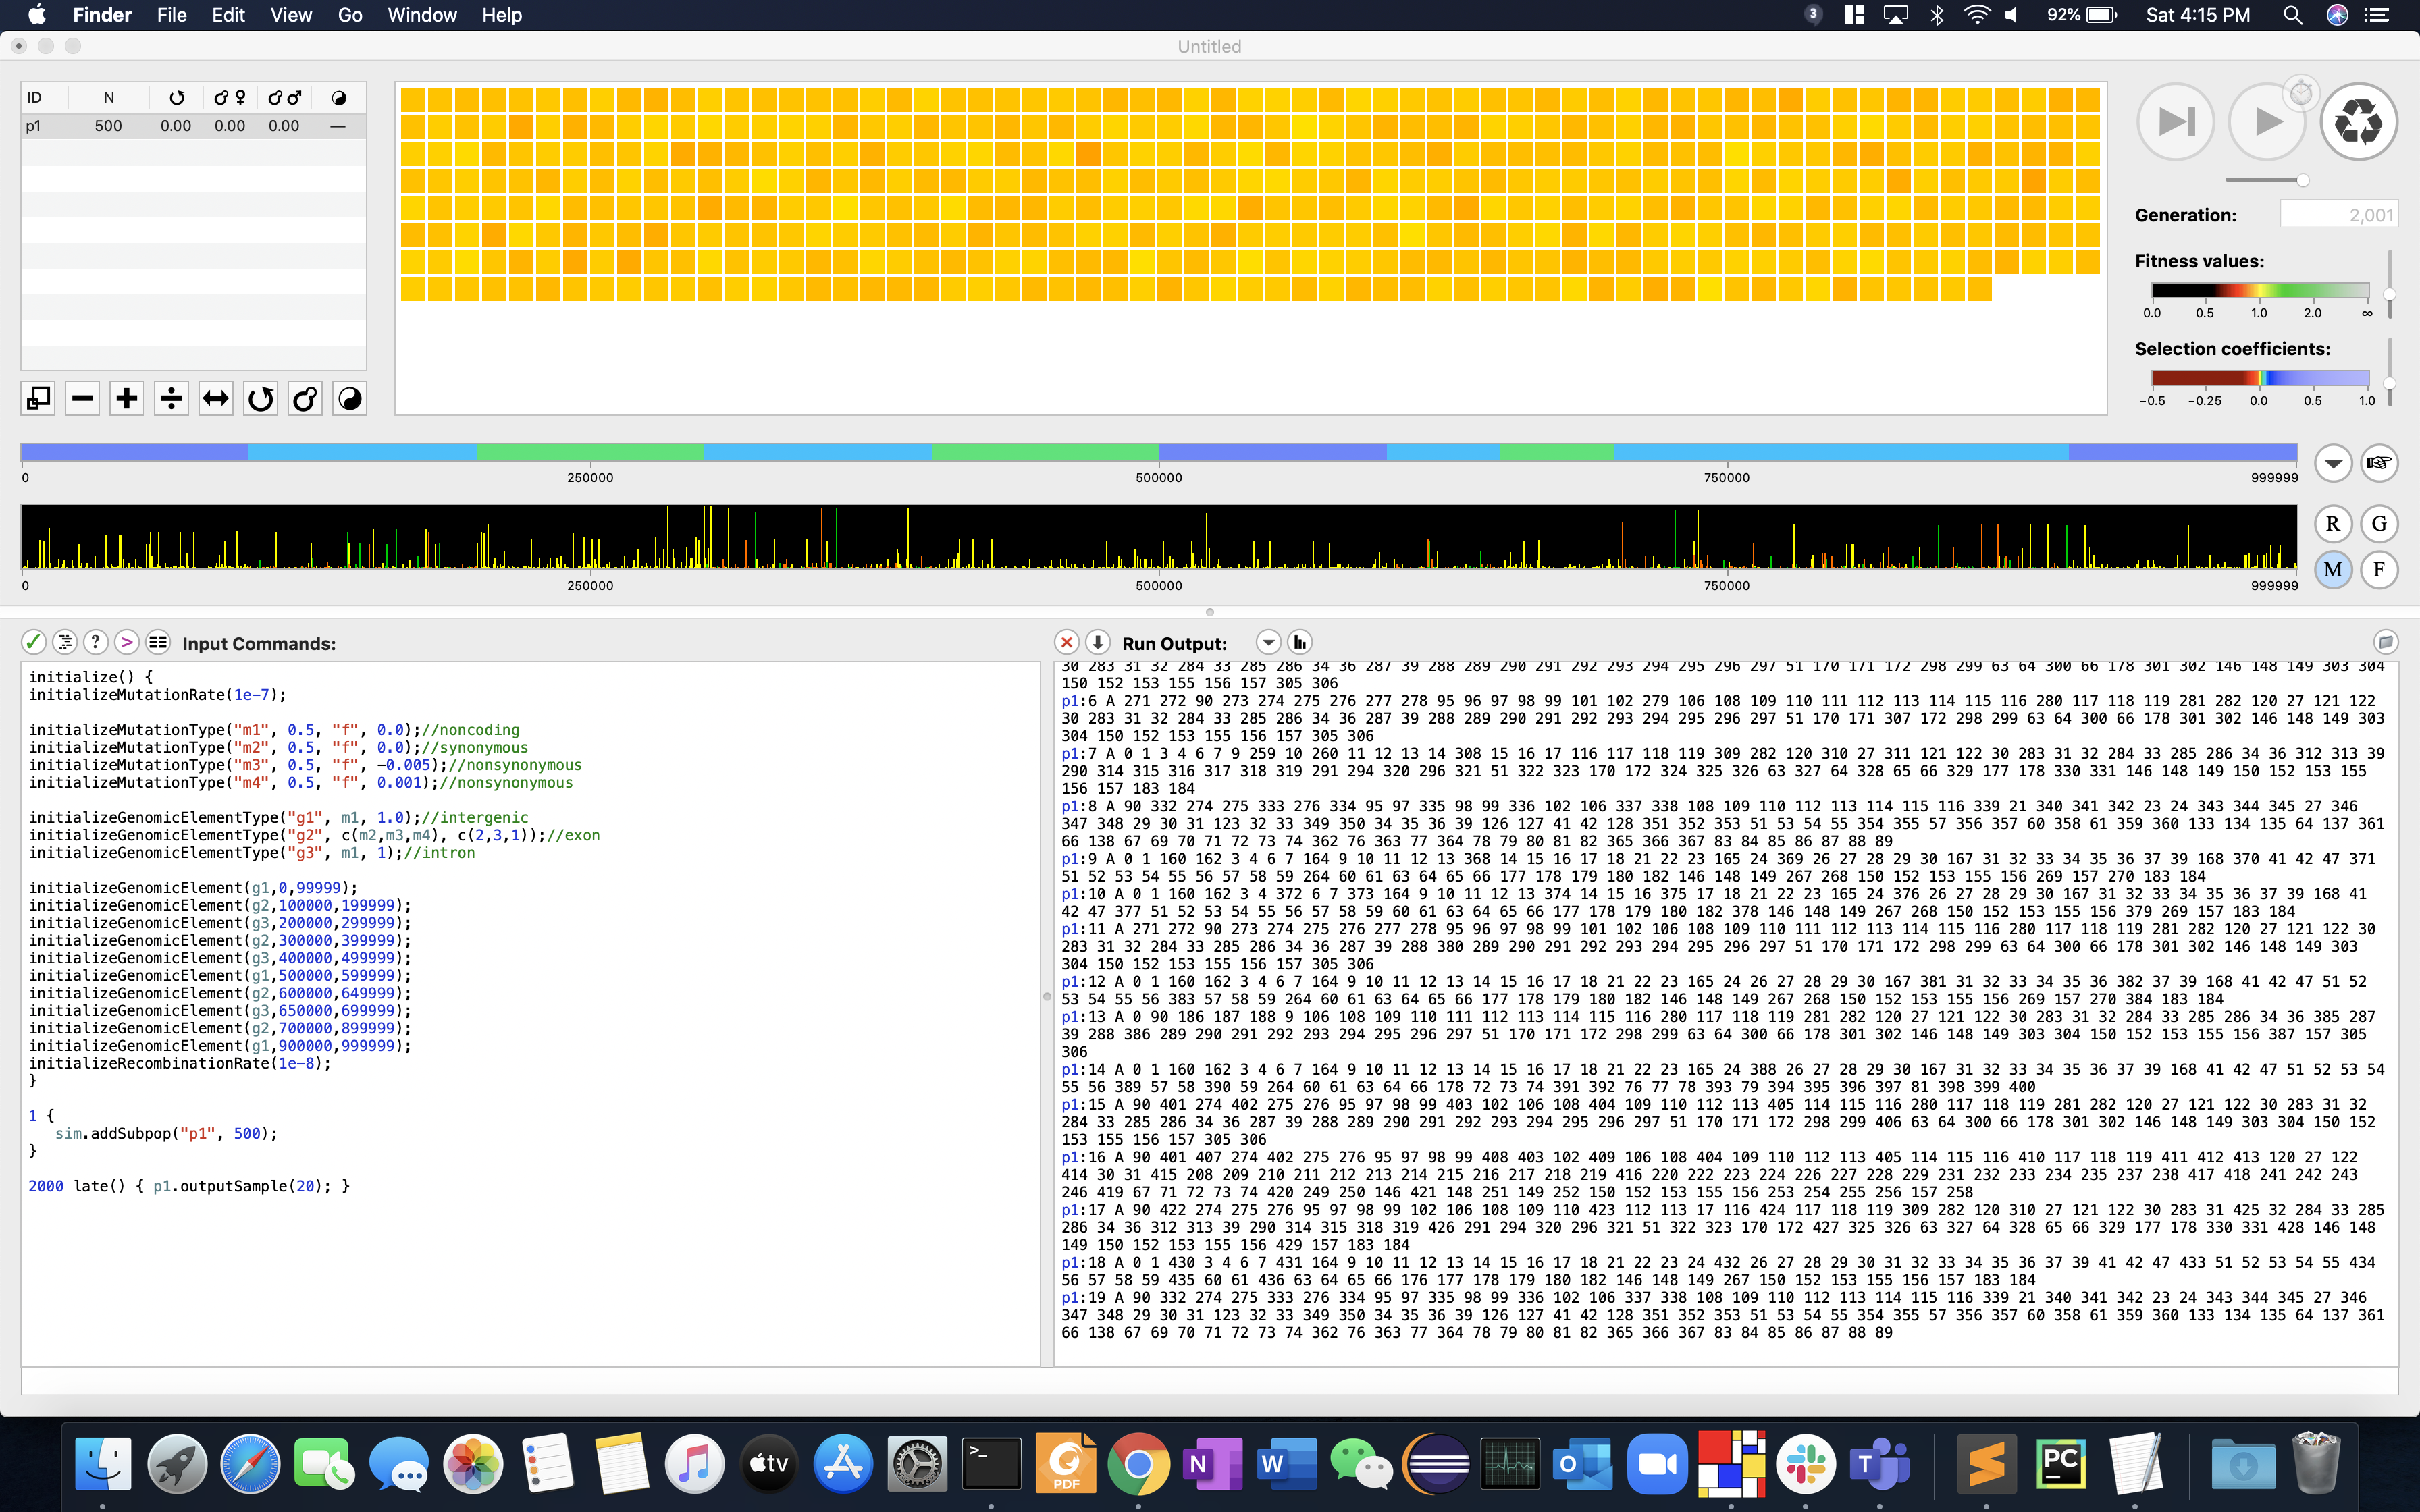 Finder File Edit View Go Window Help 3 92% Sat 4:15 PM
Untitled
ID N
p1 500 0.00 0.00 0.00 —
Generation: 2,001
Fitness values:
0.0 0.5 1.0 2.0 ∞
Selection coefficients:
−0.5 −0.25 0.0 0.5 1.0
0 250000 500000 750000 999999
R G
M F
0 250000 500000 750000 999999
Input Commands:
initialize() {
initializeMutationRate(1e-7);
initializeMutationType("m1", 0.5, "f", 0.0);//noncoding
initializeMutationType("m2", 0.5, "f", 0.0);//synonymous
initializeMutationType("m3", 0.5, "f", -0.005);//nonsynonymous
initializeMutationType("m4", 0.5, "f", 0.001);//nonsynonymous
initializeGenomicElementType("g1", m1, 1.0);//intergenic
initializeGenomicElementType("g2", c(m2,m3,m4), c(2,3,1));//exon
initializeGenomicElementType("g3", m1, 1);//intron
initializeGenomicElement(g1,0,99999);
initializeGenomicElement(g2,100000,199999);
initializeGenomicElement(g3,200000,299999);
initializeGenomicElement(g2,300000,399999);
initializeGenomicElement(g3,400000,499999);
initializeGenomicElement(g1,500000,599999);
initializeGenomicElement(g2,600000,649999);
initializeGenomicElement(g3,650000,699999);
initializeGenomicElement(g2,700000,899999);
initializeGenomicElement(g1,900000,999999);
initializeRecombinationRate(1e-8);
}
1 {
sim.addSubpop("p1", 500);
}
2000 late() { p1.outputSample(20); }
Run Output:
30 283 31 32 284 33 285 286 34 36 287 39 288 289 290 291 292 293 294 295 296 297 51 170 171 172 298 299 63 64 300 66 178 301 302 146 148 149 303 304
150 152 153 155 156 157 305 306
p1:6 A 271 272 90 273 274 275 276 277 278 95 96 97 98 99 101 102 279 106 108 109 110 111 112 113 114 115 116 280 117 118 119 281 282 120 27 121 122
30 283 31 32 284 33 285 286 34 36 287 39 288 289 290 291 292 293 294 295 296 297 51 170 171 307 172 298 299 63 64 300 66 178 301 302 146 148 149 303
304 150 152 153 155 156 157 305 306
p1:7 A 0 1 3 4 6 7 9 259 10 260 11 12 13 14 308 15 16 17 116 117 118 119 309 282 120 310 27 311 121 122 30 283 31 32 284 33 285 286 34 36 312 313 39
290 314 315 316 317 318 319 291 294 320 296 321 51 322 323 170 172 324 325 326 63 327 64 328 65 66 329 177 178 330 331 146 148 149 150 152 153 155
156 157 183 184
p1:8 A 90 332 274 275 333 276 334 95 97 335 98 99 336 102 106 337 338 108 109 110 112 113 114 115 116 339 21 340 341 342 23 24 343 344 345 27 346
347 348 29 30 31 123 32 33 349 350 34 35 36 39 126 127 41 42 128 351 352 353 51 53 54 55 354 355 57 356 357 60 358 61 359 360 133 134 135 64 137 361
66 138 67 69 70 71 72 73 74 362 76 363 77 364 78 79 80 81 82 365 366 367 83 84 85 86 87 88 89
p1:9 A 0 1 160 162 3 4 6 7 164 9 10 11 12 13 368 14 15 16 17 18 21 22 23 165 24 369 26 27 28 29 30 167 31 32 33 34 35 36 37 39 168 370 41 42 47 371
51 52 53 54 55 56 57 58 59 264 60 61 63 64 65 66 177 178 179 180 182 146 148 149 267 268 150 152 153 155 156 269 157 270 183 184
p1:10 A 0 1 160 162 3 4 372 6 7 373 164 9 10 11 12 13 374 14 15 16 375 17 18 21 22 23 165 24 376 26 27 28 29 30 167 31 32 33 34 35 36 37 39 168 41
42 47 377 51 52 53 54 55 56 57 58 59 60 61 63 64 65 66 177 178 179 180 182 378 146 148 149 267 268 150 152 153 155 156 379 269 157 183 184
p1:11 A 271 272 90 273 274 275 276 277 278 95 96 97 98 99 101 102 106 108 109 110 111 112 113 114 115 116 280 117 118 119 281 282 120 27 121 122 30
283 31 32 284 33 285 286 34 36 287 39 288 380 289 290 291 292 293 294 295 296 297 51 170 171 172 298 299 63 64 300 66 178 301 302 146 148 149 303
304 150 152 153 155 156 157 305 306
p1:12 A 0 1 160 162 3 4 6 7 164 9 10 11 12 13 14 15 16 17 18 21 22 23 165 24 26 27 28 29 30 167 381 31 32 33 34 35 36 382 37 39 168 41 42 47 51 52
53 54 55 56 383 57 58 59 264 60 61 63 64 65 66 177 178 179 180 182 146 148 149 267 268 150 152 153 155 156 269 157 270 384 183 184
p1:13 A 0 90 186 187 188 9 106 108 109 110 111 112 113 114 115 116 280 117 118 119 281 282 120 27 121 122 30 283 31 32 284 33 285 286 34 36 385 287
39 288 386 289 290 291 292 293 294 295 296 297 51 170 171 172 298 299 63 64 300 66 178 301 302 146 148 149 303 304 150 152 153 155 156 387 157 305
306
p1:14 A 0 1 160 162 3 4 6 7 164 9 10 11 12 13 14 15 16 17 18 21 22 23 165 24 388 26 27 28 29 30 167 31 32 33 34 35 36 37 39 168 41 42 47 51 52 53 54
55 56 389 57 58 390 59 264 60 61 63 64 66 178 72 73 74 391 392 76 77 78 393 79 394 395 396 397 81 398 399 400
p1:15 A 90 401 274 402 275 276 95 97 98 99 403 102 106 108 404 109 110 112 113 405 114 115 116 280 117 118 119 281 282 120 27 121 122 30 283 31 32
284 33 285 286 34 36 287 39 288 289 290 291 292 293 294 295 296 297 51 170 171 172 298 299 406 63 64 300 66 178 301 302 146 148 149 303 304 150 152
153 155 156 157 305 306
p1:16 A 90 401 407 274 402 275 276 95 97 98 99 408 403 102 409 106 108 404 109 110 112 113 405 114 115 116 410 117 118 119 411 412 413 120 27 122
414 30 31 415 208 209 210 211 212 213 214 215 216 217 218 219 416 220 222 223 224 226 227 228 229 231 232 233 234 235 237 238 417 418 241 242 243
246 419 67 71 72 73 74 420 249 250 146 421 148 251 149 252 150 152 153 155 156 253 254 255 256 157 258
p1:17 A 90 422 274 275 276 95 97 98 99 102 106 108 109 110 423 112 113 17 116 424 117 118 119 309 282 120 310 27 121 122 30 283 31 425 32 284 33 285
286 34 36 312 313 39 290 314 315 318 319 426 291 294 320 296 321 51 322 323 170 172 427 325 326 63 327 64 328 65 66 329 177 178 330 331 428 146 148
149 150 152 153 155 156 429 157 183 184
p1:18 A 0 1 430 3 4 6 7 431 164 9 10 11 12 13 14 15 16 17 18 21 22 23 24 432 26 27 28 29 30 31 32 33 34 35 36 37 39 41 42 47 433 51 52 53 54 55 434
56 57 58 59 435 60 61 436 63 64 65 66 176 177 178 179 180 182 146 148 149 267 150 152 153 155 156 157 183 184
p1:19 A 90 332 274 275 333 276 334 95 97 335 98 99 336 102 106 337 338 108 109 110 112 113 114 115 116 339 21 340 341 342 23 24 343 344 345 27 346
347 348 29 30 31 123 32 33 349 350 34 35 36 39 126 127 41 42 128 351 352 353 51 53 54 55 354 355 57 356 357 60 358 61 359 360 133 134 135 64 137 361
66 138 67 69 70 71 72 73 74 362 76 363 77 364 78 79 80 81 82 365 366 367 83 84 85 86 87 88 89
tv PDF N W O T PC